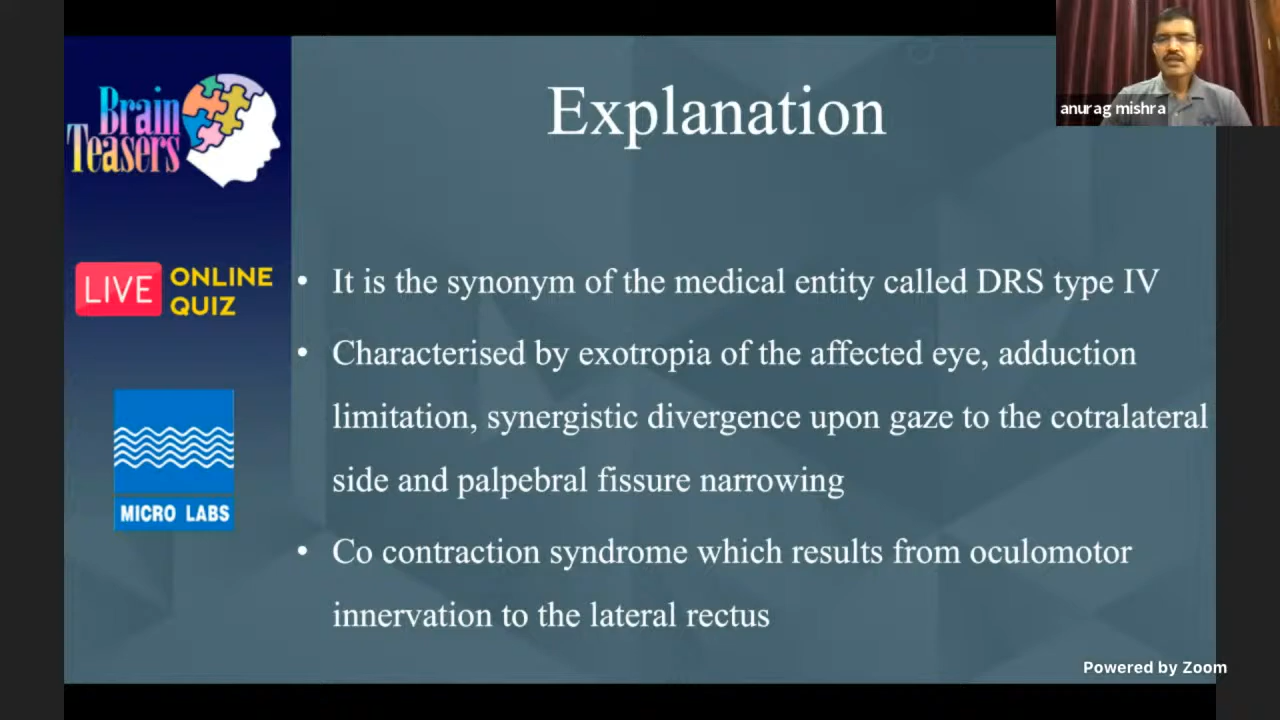 Brain
Teasers
LIVE ONLINE
QUIZ
MICRO LABS
Explanation
• It is the synonym of the medical entity called DRS type IV
• Characterised by exotropia of the affected eye, adduction
limitation, synergistic divergence upon gaze to the cotralateral
side and palpebral fissure narrowing
• Co contraction syndrome which results from oculomotor
innervation to the lateral rectus
anurag mishra
Powered by Zoom